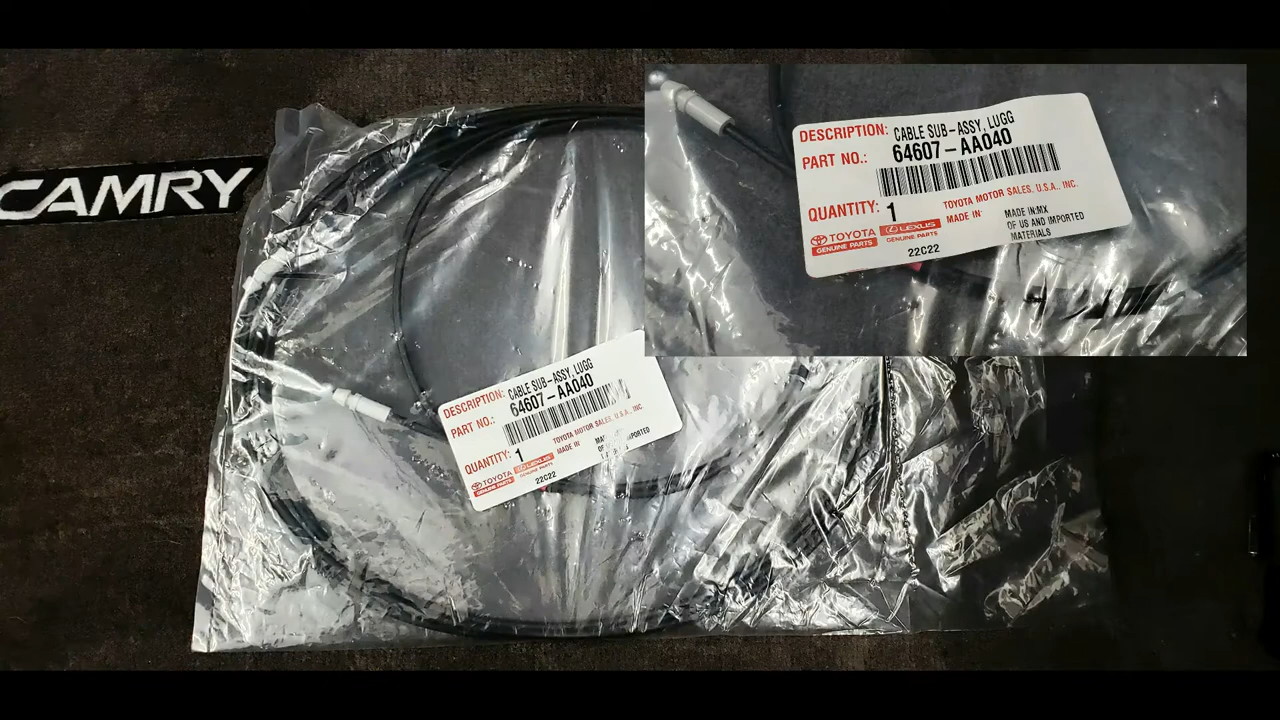 CAMRY
DESCRIPTION: CABLE SUB-ASSY, LUGG
PART NO.: 64607-AA040
QUANTITY: 1
TOYOTA MOTOR SALES, U.S.A., INC.
MADE IN: MADE IN:MX
OF US AND IMPORTED
MATERIALS
TOYOTA
GENUINE PARTS
LEXUS
GENUINE PARTS
22C22
DESCRIPTION: CABLE SUB-ASSY, LUGG
PART NO.: 64607-AA040
QUANTITY: 1
TOYOTA MOTOR SALES, U.S.A., INC.
MADE IN
TOYOTA
GENUINE PARTS
LEXUS
GENUINE PARTS
22C22